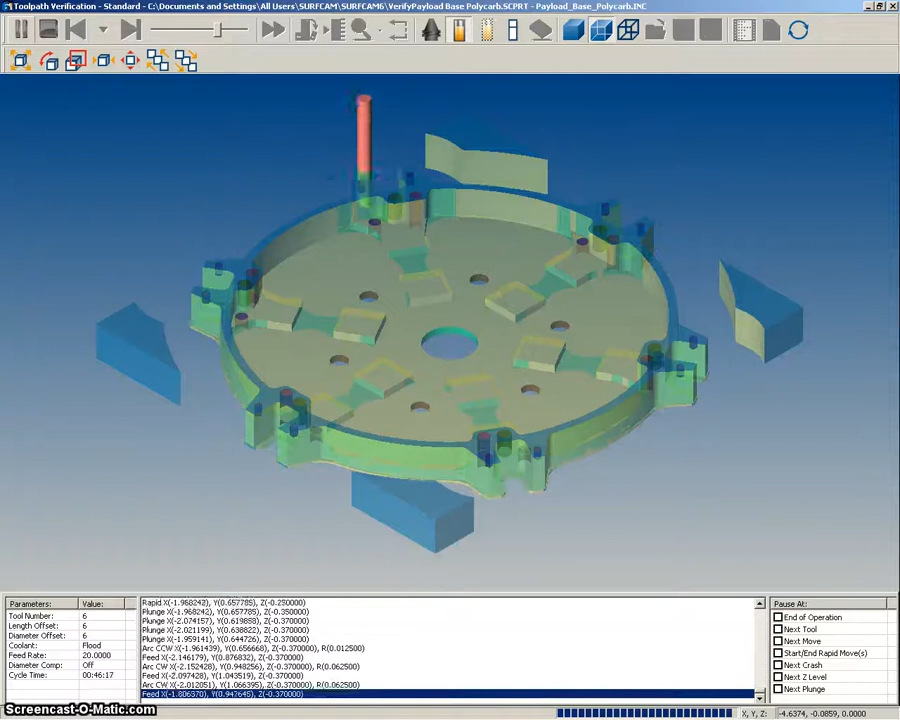 Toolpath Verification - Standard - C:\Documents and Settings\All Users\SURFCAM\SURFCAM6\VerifyPayload Base Polycarb.SCPRT - Payload_Base_Polycarb.INC
Parameters: Value:
Tool Number: 6
Length Offset: 6
Diameter Offset: 6
Coolant: Flood
Feed Rate: 20.0000
Diameter Comp: Off
Cycle Time: 00:46:17
Rapid X(-1.968242), Y(0.657785), Z(-0.250000)
Plunge X(-1.968242), Y(0.657785), Z(-0.350000)
Plunge X(-2.074157), Y(0.619858), Z(-0.370000)
Plunge X(-2.021199), Y(0.638822), Z(-0.370000)
Plunge X(-1.959141), Y(0.644726), Z(-0.370000)
Arc CCW X(-1.961439), Y(0.656668), Z(-0.370000), R(0.012500)
Feed X(-2.146179), Y(0.876832), Z(-0.370000)
Arc CW X(-2.152428), Y(0.948256), Z(-0.370000), R(0.062500)
Feed X(-2.097428), Y(1.043519), Z(-0.370000)
Arc CW X(-2.012051), Y(1.066395), Z(-0.370000), R(0.062500)
Feed X(-1.806370), Y(0.947645), Z(-0.370000)
Pause At:
End of Operation
Next Tool
Next Move
Start/End Rapid Move(s)
Next Crash
Next Z Level
Next Plunge
X, Y, Z: -4.6374, -0.0859, 0.0000
Screencast-O-Matic.com